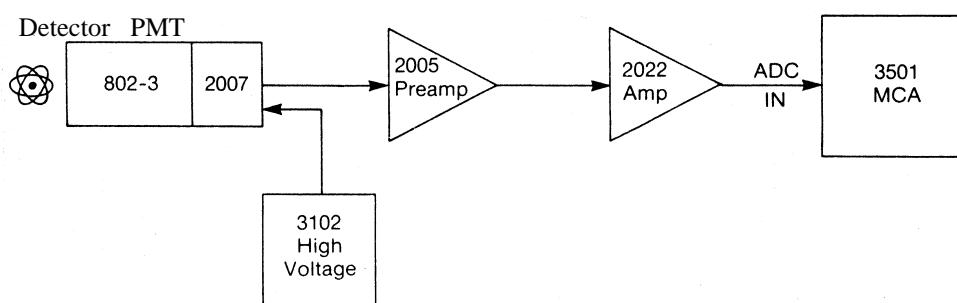 Detector PMT
802-3
2007
2005
Preamp
2022
Amp
ADC
IN
3501
MCA
3102
High
Voltage